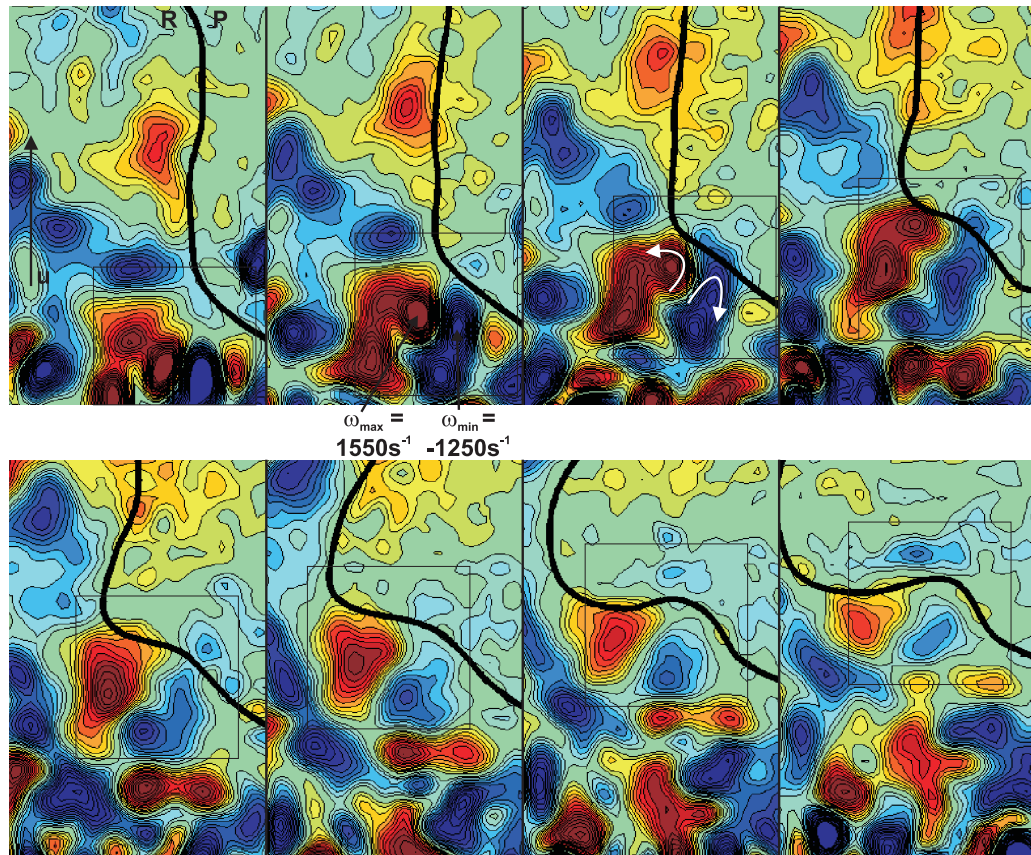 R P
u
ωmax = ωmin =
1550s-1 -1250s-1